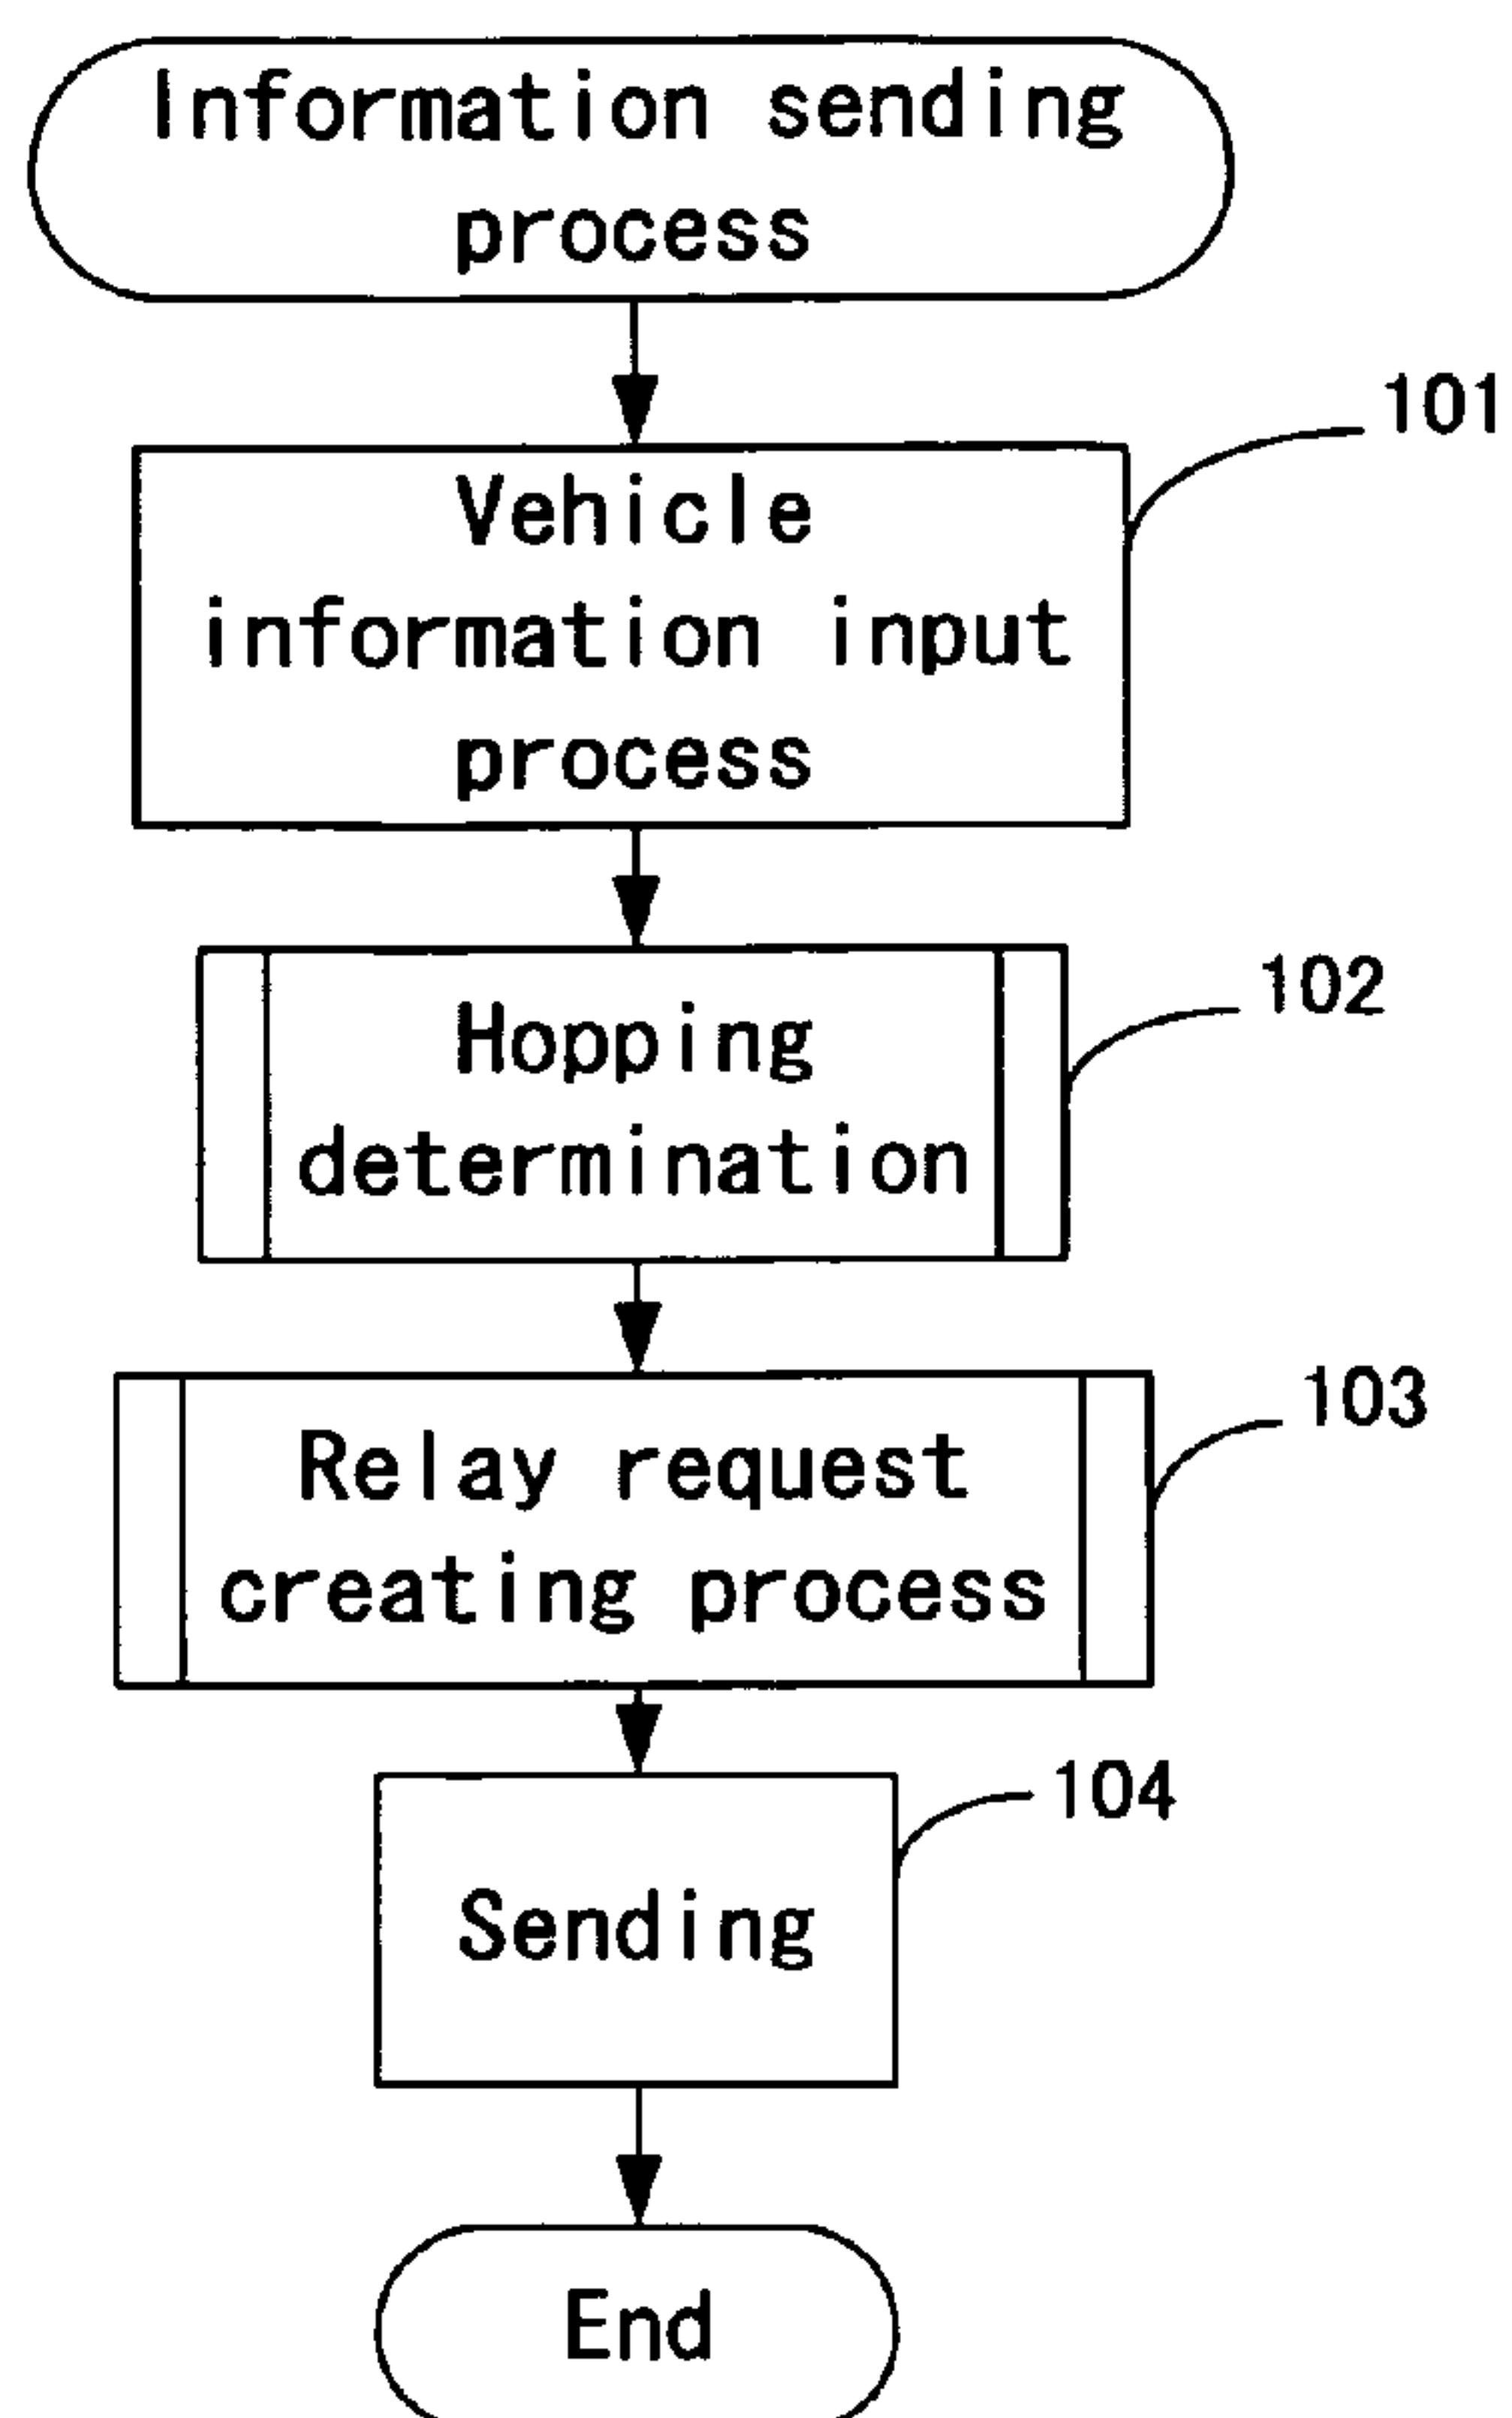 Information sending
process
101
Vehicle
information input
process
102
Hopping
determination
103
Relay request
creating process
104
Sending
End